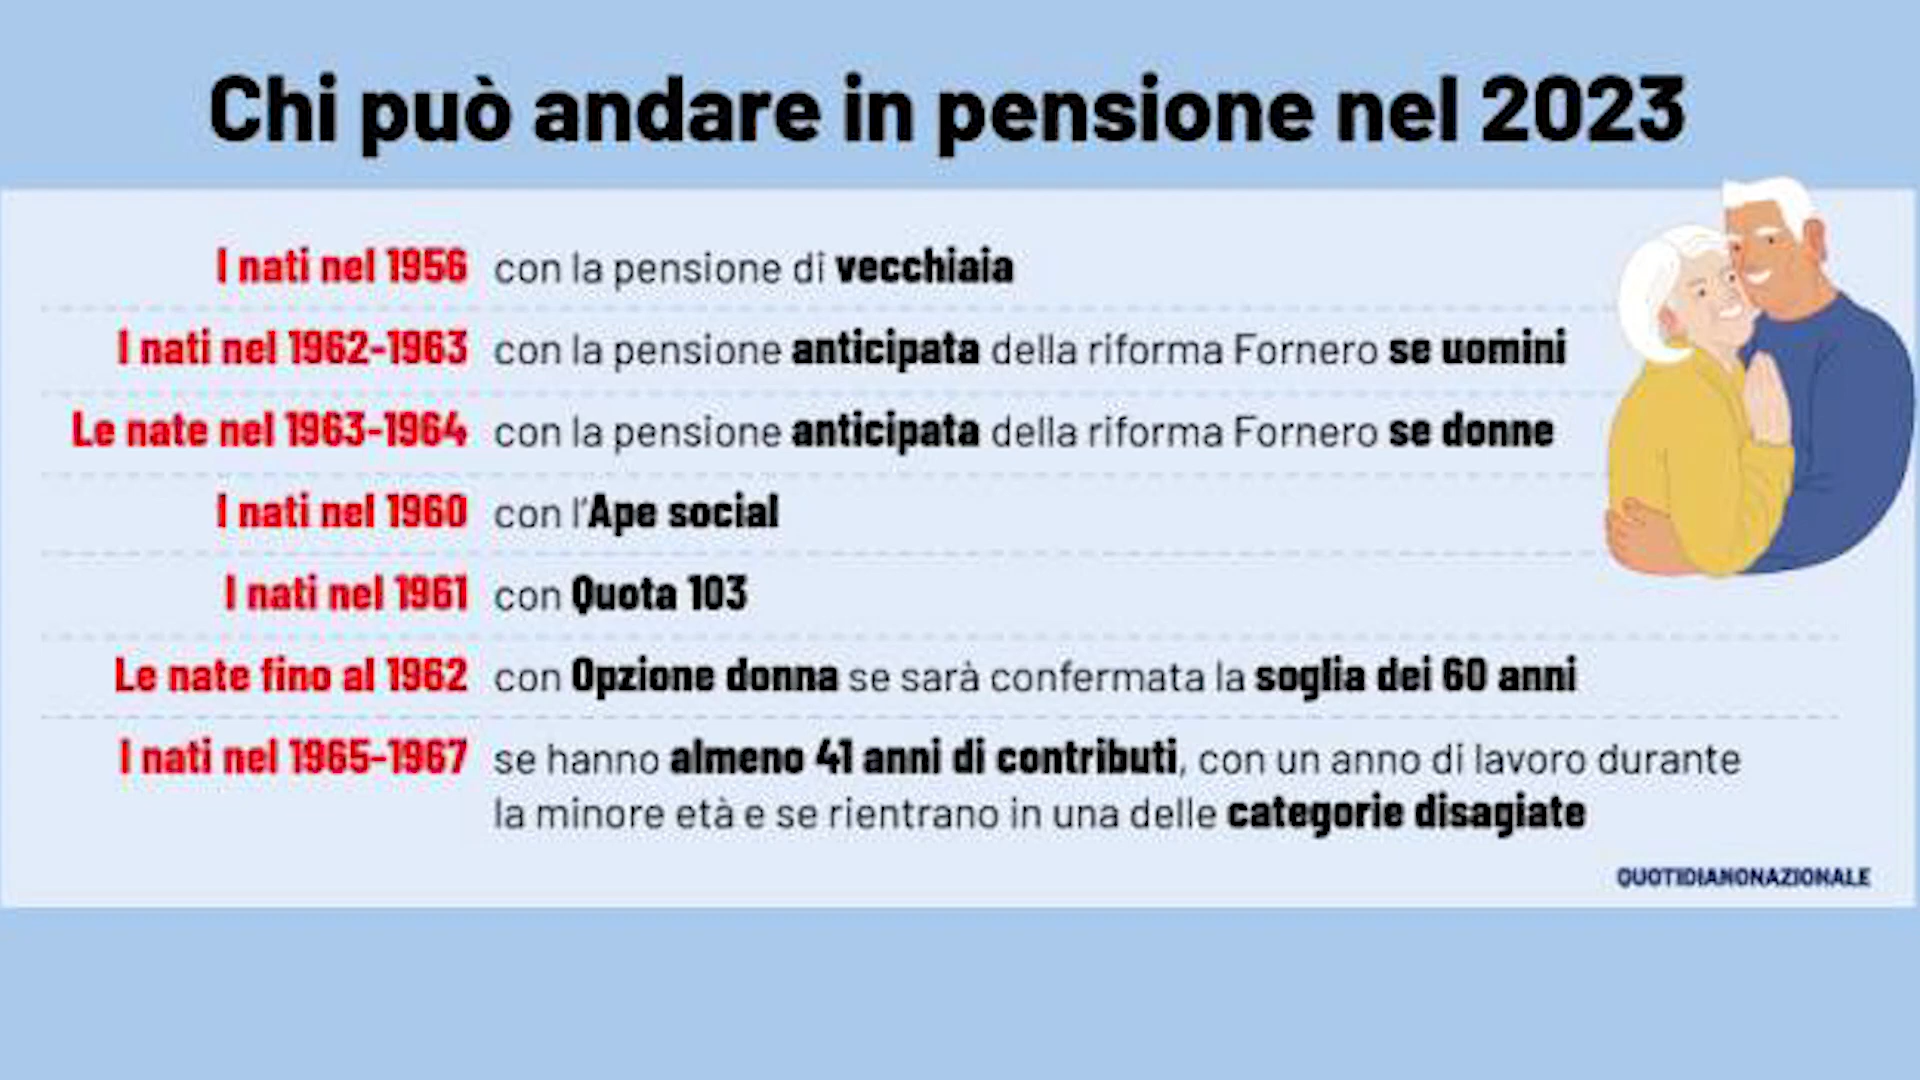 Chi può andare in pensione nel 2023
I nati nel 1956 con la pensione di vecchiaia
I nati nel 1962-1963 con la pensione anticipata della riforma Fornero se uomini
Le nate nel 1963-1964 con la pensione anticipata della riforma Fornero se donne
I nati nel 1960 con l'Ape social
I nati nel 1961 con Quota 103
Le nate fino al 1962 con Opzione donna se sarà confermata la soglia dei 60 anni
I nati nel 1965-1967 se hanno almeno 41 anni di contributi, con un anno di lavoro durante
la minore età e se rientrano in una delle categorie disagiate
QUOTIDIANONAZIONALE